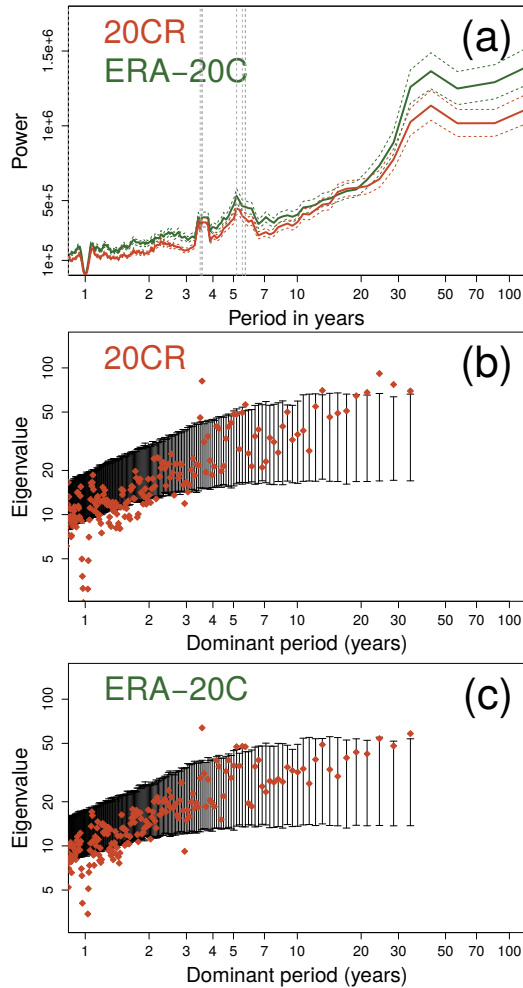 20CR
(a)
ERA−20C
Power
1.5e+6
1e+6
5e+5
1e+5
1 2 3 4 5 7 10 20 30 50 70 100
Period in years
20CR
(b)
Eigenvalue
100
50
20
10
5
1 2 3 4 5 7 10 20 30 50 70 100
Dominant period (years)
ERA−20C
(c)
Eigenvalue
100
50
20
10
5
1 2 3 4 5 7 10 20 30 50 70 100
Dominant period (years)